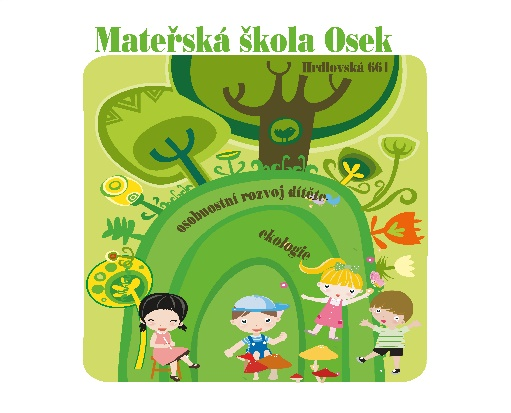 Mateřská škola Osek
Hrdlovská 661
osobnostní rozvoj dítěte
ekologie